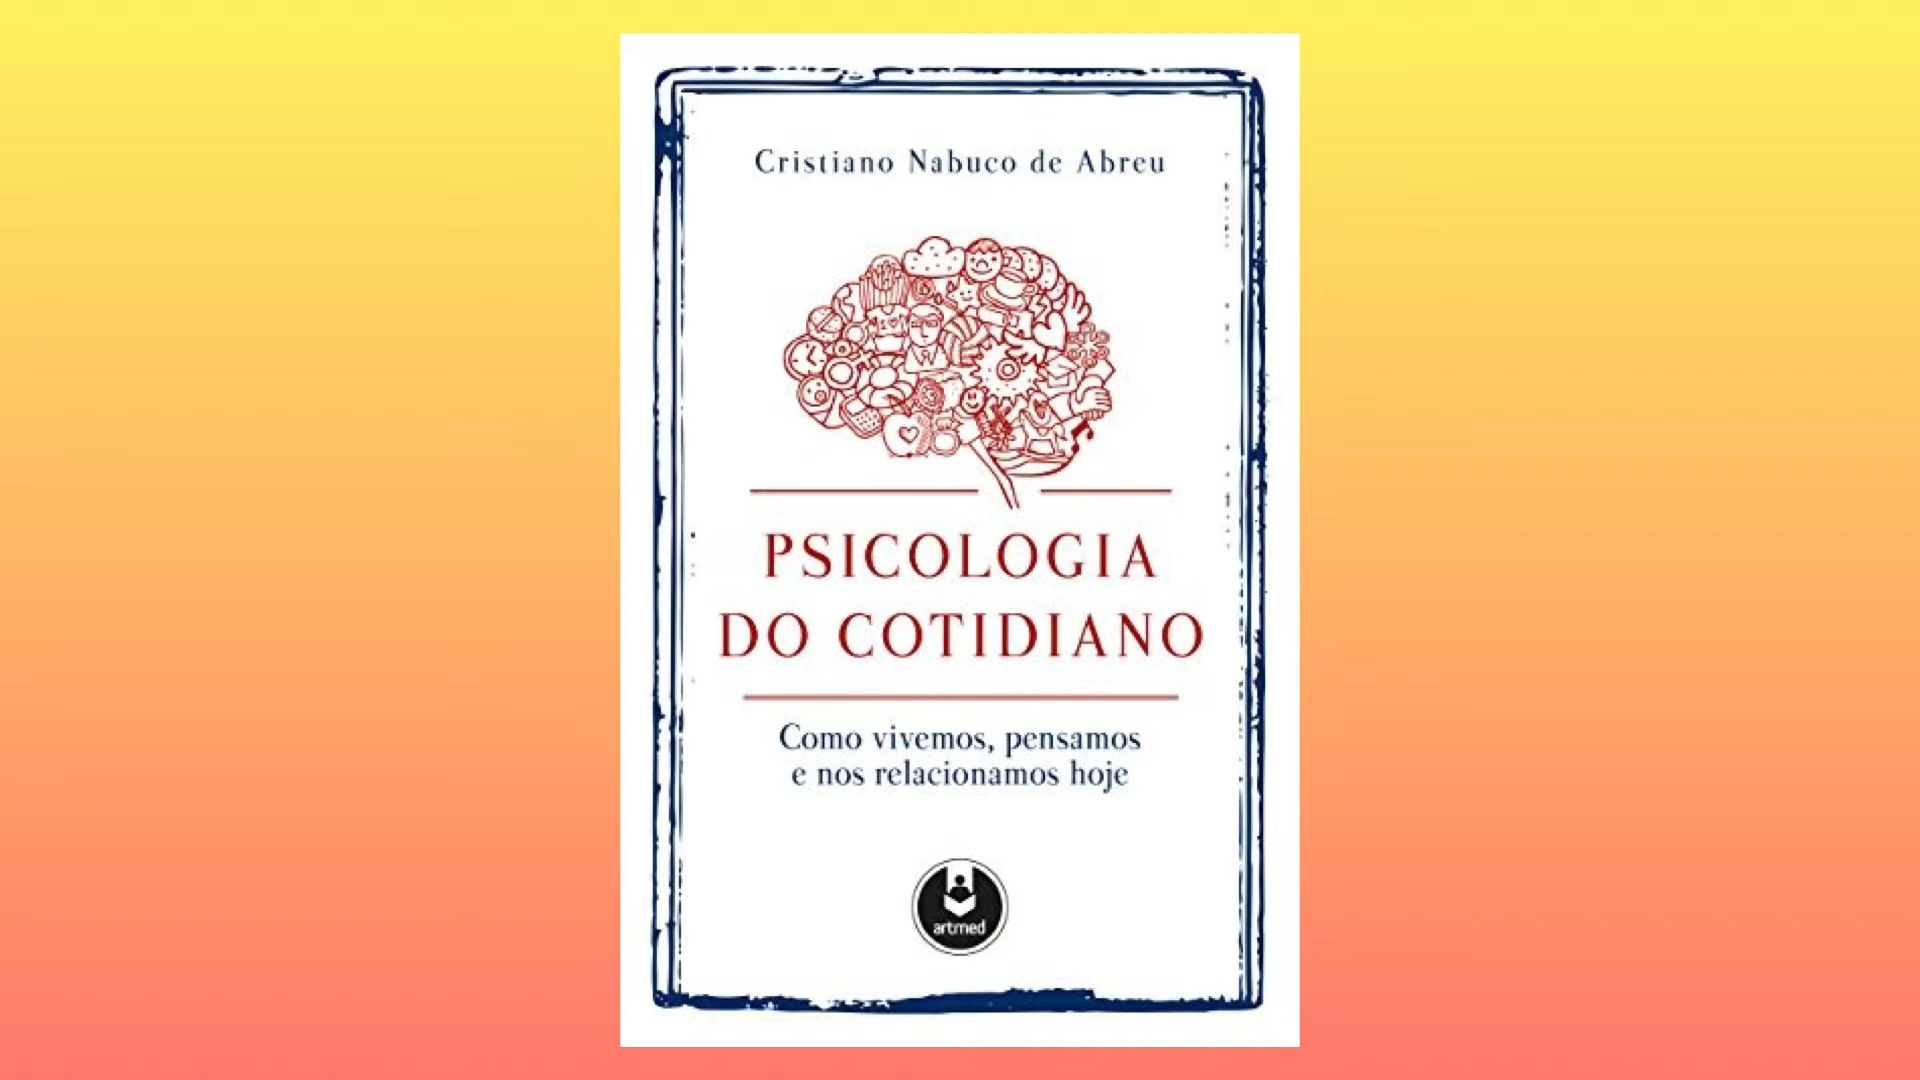 Cristiano Nabuco de Abreu
PSICOLOGIA
DO COTIDIANO
Como vivemos, pensamos
e nos relacionamos hoje
artmed